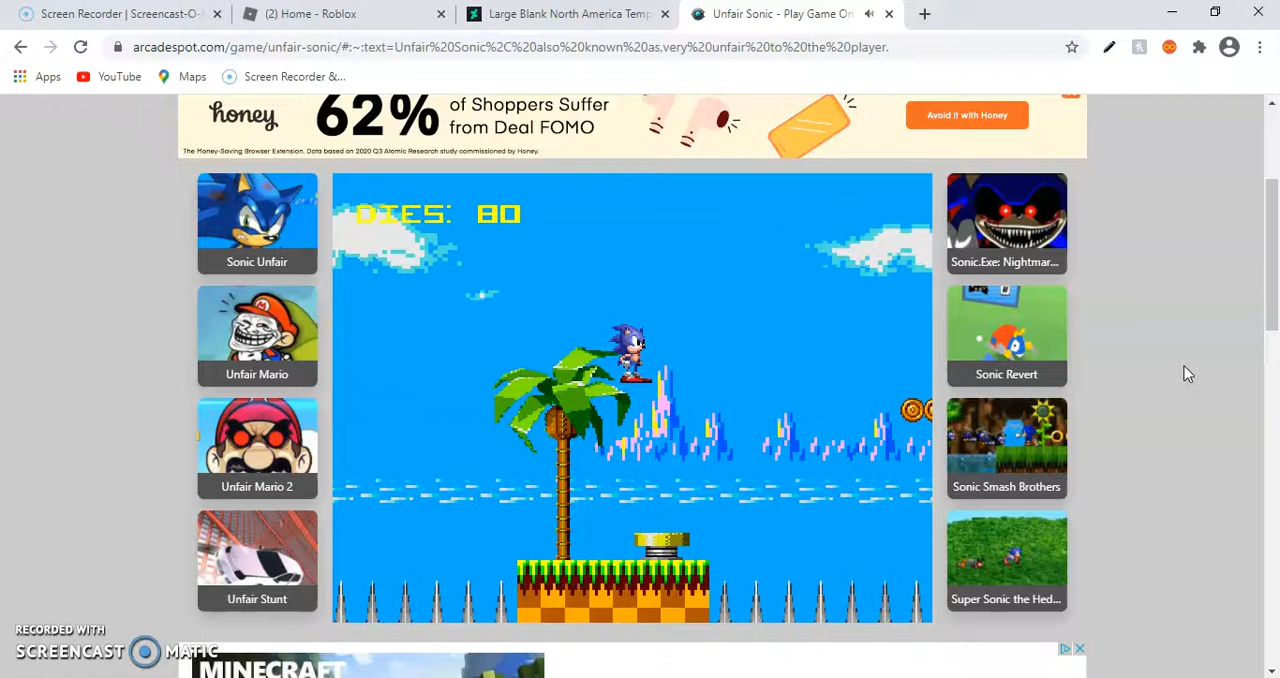 Screen Recorder | Screencast-O-
(2) Home - Roblox
Large Blank North America Temp
Unfair Sonic - Play Game On
arcadespot.com/game/unfair-sonic/#:~:text=Unfair%20Sonic%2C%20also%20known%20as,very%20unfair%20to%20the%20player.
Apps
YouTube
Maps
Screen Recorder &...
honey
62%
of Shoppers Suffer
from Deal FOMO
Avoid it with Honey
The Money-Saving Browser Extension. Data based on 2020 Q3 Atomic Research study commissioned by Honey.
DIES: 80
Sonic Unfair
Unfair Mario
Unfair Mario 2
Unfair Stunt
Sonic.Exe: Nightmar...
Sonic Revert
Sonic Smash Brothers
Super Sonic the Hed...
RECORDED WITH
SCREENCAST MATIC
MINECRAFT